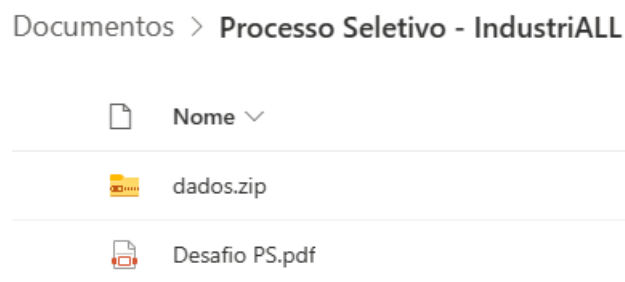 Documentos > Processo Seletivo - IndustriALL
Nome
dados.zip
Desafio PS.pdf